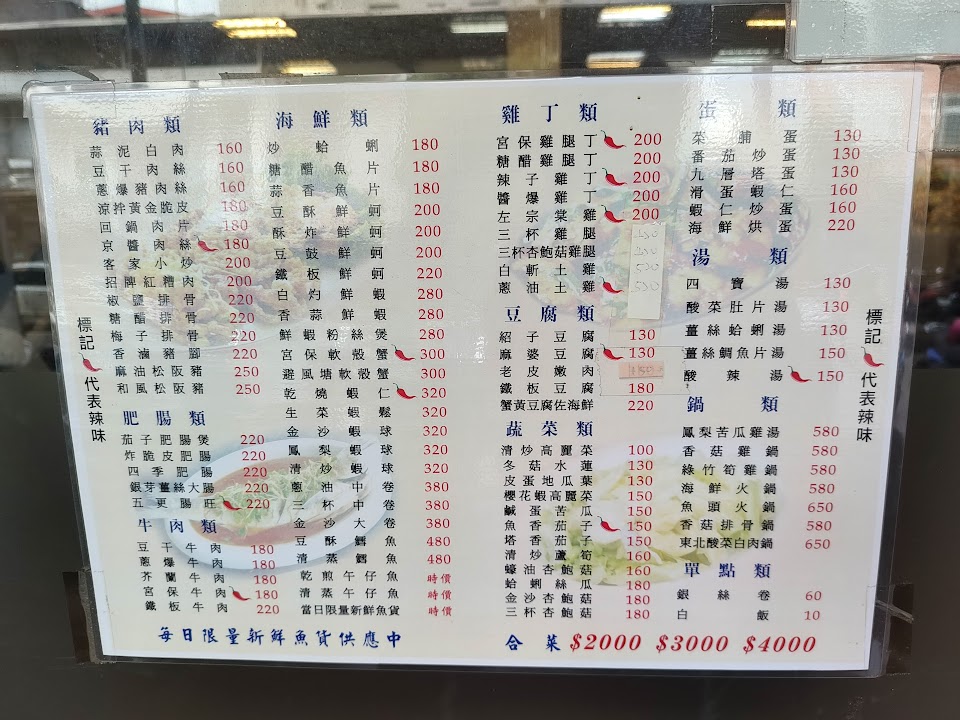 豬肉類
蒜泥白肉 160
豆干肉絲 160
蔥爆豬肉絲 160
涼拌黃金脆皮 180
回鍋肉片 180
京醬肉絲 180
客家小炒 200
招牌紅糟肉 200
椒鹽排骨 220
糖醋排骨 220
梅子排骨 220
香滷豬腳 220
麻油松阪豬 250
和風松阪豬 250
肥腸類
茄子肥腸煲 220
炸脆皮肥腸 220
四季肥腸 220
銀芽薑絲大腸 220
五更腸旺 220
牛肉類
豆干牛肉 180
蔥爆牛肉 180
芥蘭牛肉 180
宮保牛肉 180
鐵板牛肉 220
海鮮類
炒蛤蜊 180
糖醋魚片 180
蒜香魚片 180
豆酥鮮蚵 200
酥炸鮮蚵 200
豆鼓鮮蚵 200
鐵板鮮蚵 220
白灼鮮蝦 280
香蒜鮮蝦 280
鮮蝦粉絲煲 280
宮保軟殼蟹 300
避風塘軟殼蟹 300
乾燒蝦仁 320
生菜蝦鬆 320
金沙蝦球 320
鳳梨蝦球 320
清炒蝦球 320
蔥油中卷 380
三杯中卷 380
金沙大卷 380
豆酥鱈魚 480
清蒸鱈魚 480
乾煎午仔魚 時價
清蒸午仔魚 時價
當日限量新鮮魚貨 時價
每日限量新鮮魚貨供應中
雞丁類
宮保雞腿丁 200
糖醋雞腿丁 200
辣子雞丁 200
醬爆雞丁 200
左宗棠雞 200
三杯雞腿
三杯杏鮑菇雞腿
白斬土雞
蔥油土雞
豆腐類
紹子豆腐 130
麻婆豆腐 130
老皮嫩肉
鐵板豆腐 180
蟹黃豆腐佐海鮮 220
蔬菜類
清炒高麗菜 100
冬菇水蓮 130
皮蛋地瓜葉 130
櫻花蝦高麗菜 150
鹹蛋苦瓜 150
魚香茄子 150
塔香茄子 150
清炒蘆筍 160
蠔油杏鮑菇 160
蛤蜊絲瓜 180
金沙杏鮑菇 180
三杯杏鮑菇 180
合菜 $2000 $3000 $4000
蛋類
菜脯蛋 130
番茄炒蛋 130
九層塔蛋 130
滑蛋蝦仁 160
蝦仁炒蛋 160
海鮮烘蛋 220
湯類
四寶湯 130
酸菜肚片湯 130
薑絲蛤蜊湯 130
薑絲鯛魚片湯 150
酸辣湯 150
鍋類
鳳梨苦瓜雞湯 580
香菇雞鍋 580
綠竹筍雞鍋 580
海鮮火鍋 580
魚頭火鍋 650
香菇排骨鍋 580
東北酸菜白肉鍋 650
單點類
銀絲卷 60
白飯 10
標記代表辣味
標記代表辣味